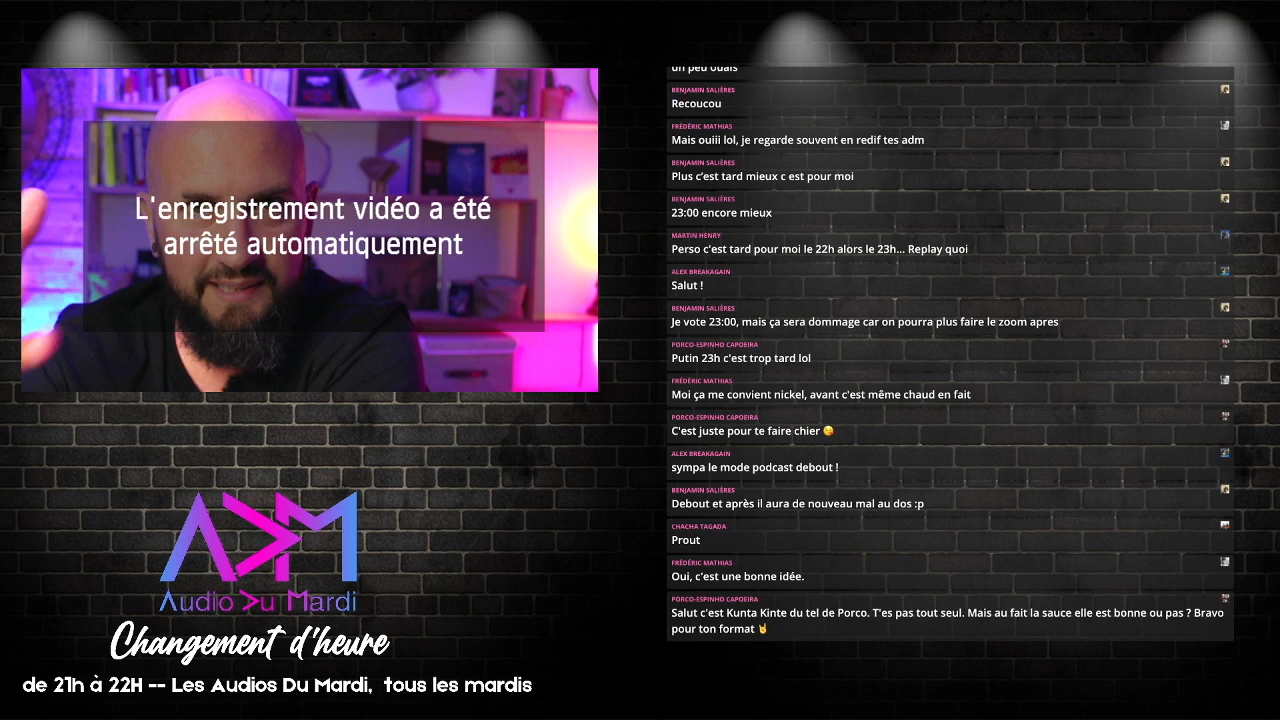 L'enregistrement vidéo a été
arrêté automatiquement
ADM
Audio Du Mardi
Changement d'heure
de 21h à 22H -- Les Audios Du Mardi, tous les mardis
un peu ouais
BENJAMIN SALIÈRES
Recoucou
FRÉDÉRIC MATHIAS
Mais ouiii lol, je regarde souvent en redif tes adm
BENJAMIN SALIÈRES
Plus c'est tard mieux c est pour moi
BENJAMIN SALIÈRES
23:00 encore mieux
MARTIN HENRY
Perso c'est tard pour moi le 22h alors le 23h... Replay quoi
ALEX BREAKAGAIN
Salut !
BENJAMIN SALIÈRES
Je vote 23:00, mais ça sera dommage car on pourra plus faire le zoom apres
PORCO-ESPINHO CAPOEIRA
Putin 23h c'est trop tard lol
FRÉDÉRIC MATHIAS
Moi ça me convient nickel, avant c'est même chaud en fait
PORCO-ESPINHO CAPOEIRA
C'est juste pour te faire chier 😋
ALEX BREAKAGAIN
sympa le mode podcast debout !
BENJAMIN SALIÈRES
Debout et après il aura de nouveau mal au dos :p
CHACHA TAGADA
Prout
FRÉDÉRIC MATHIAS
Oui, c'est une bonne idée.
PORCO-ESPINHO CAPOEIRA
Salut c'est Kunta Kinte du tel de Porco. T'es pas tout seul. Mais au fait la sauce elle est bonne ou pas ? Bravo
pour ton format 🤘